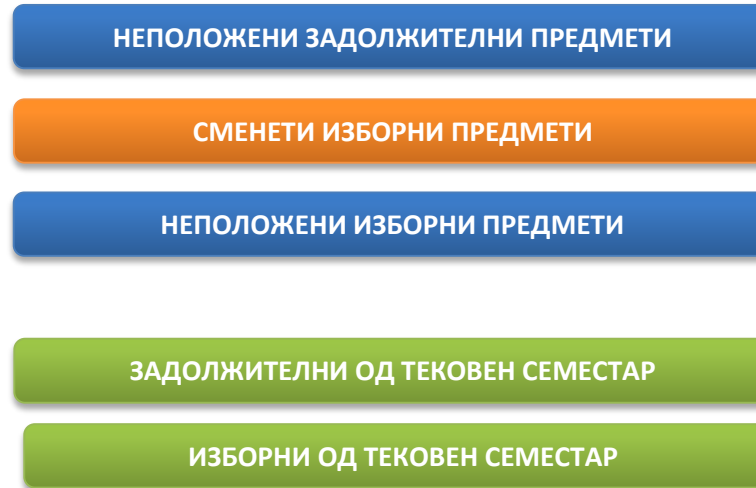 НЕПОЛОЖЕНИ ЗАДОЛЖИТЕЛНИ ПРЕДМЕТИ
СМЕНЕТИ ИЗБОРНИ ПРЕДМЕТИ
НЕПОЛОЖЕНИ ИЗБОРНИ ПРЕДМЕТИ
ЗАДОЛЖИТЕЛНИ ОД ТЕКОВЕН СЕМЕСТАР
ИЗБОРНИ ОД ТЕКОВЕН СЕМЕСТАР